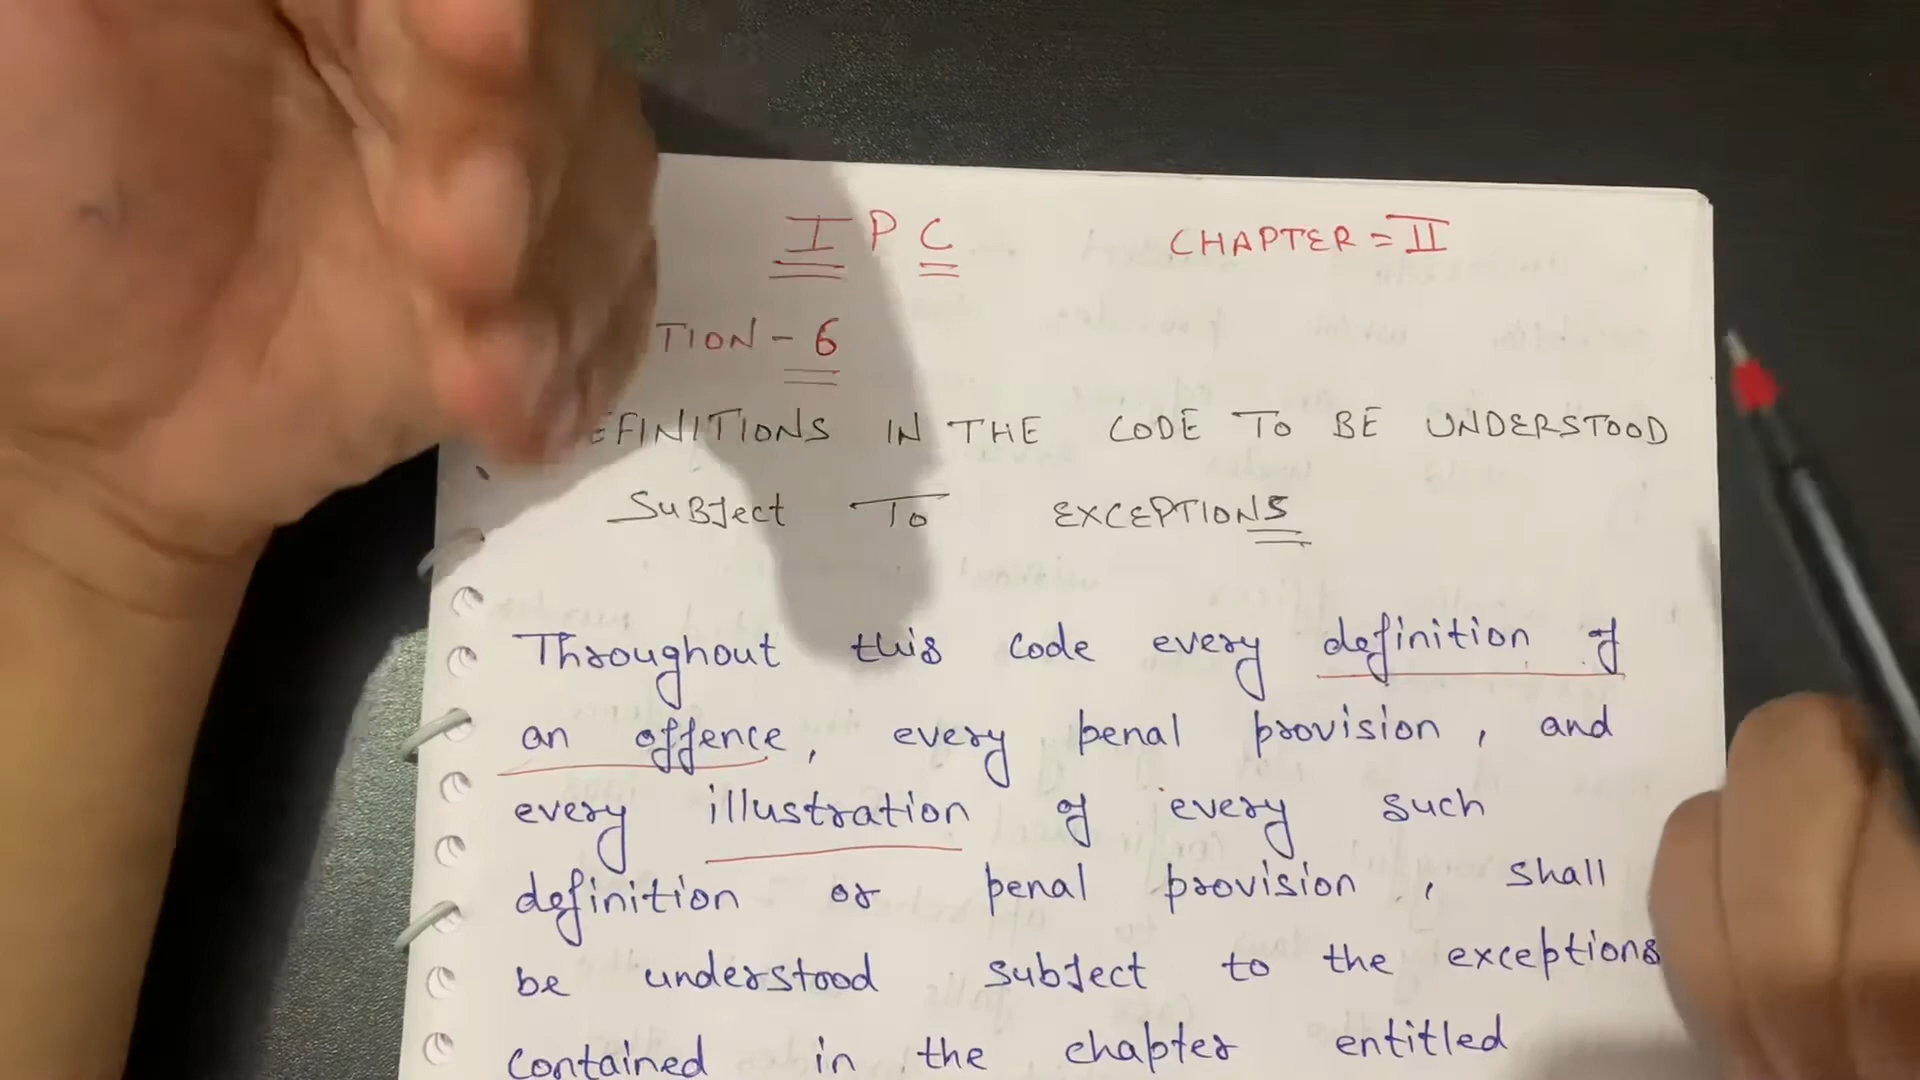 IPC CHAPTER = II
TION - 6
EFINITIONS IN THE CODE TO BE UNDERSTOOD
SUBJect TO EXCEPTIONS
Throughout this code every definition of
an offence, every penal provision, and
every illustration of every such
definition or penal provision, shall
be understood subject to the exceptions
contained in the chapter entitled